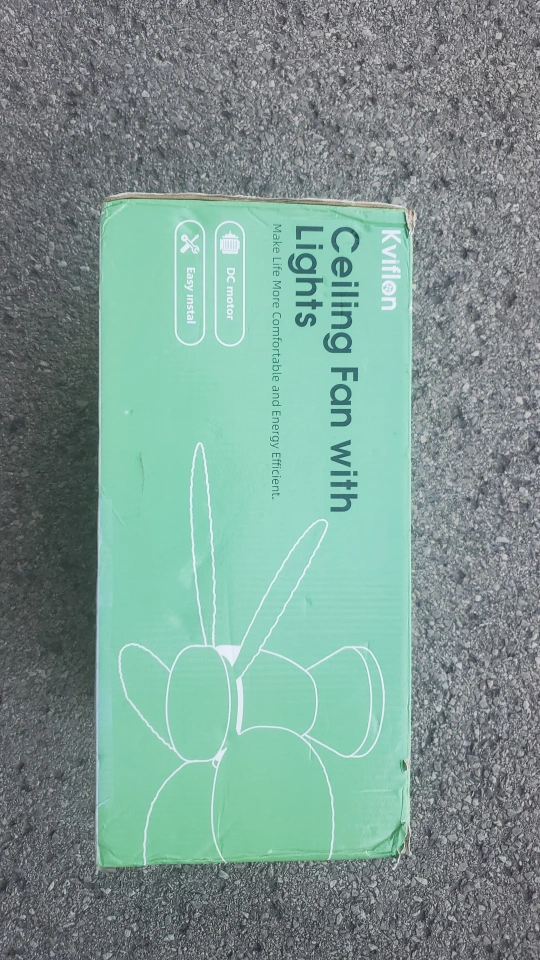 Kviflon
Ceiling Fan with
Lights
Make Life More Comfortable and Energy Efficient.
DC motor
Easy instal